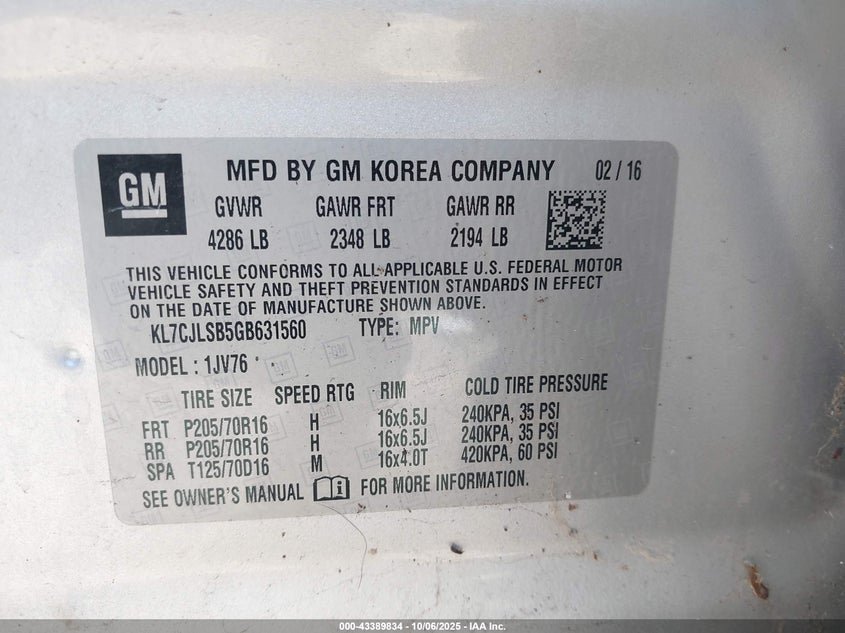 GM
MFD BY GM KOREA COMPANY 02 / 16
GVWR GAWR FRT GAWR RR
4286 LB 2348 LB 2194 LB
THIS VEHICLE CONFORMS TO ALL APPLICABLE U.S. FEDERAL MOTOR
VEHICLE SAFETY AND THEFT PREVENTION STANDARDS IN EFFECT
ON THE DATE OF MANUFACTURE SHOWN ABOVE.
KL7CJLSB5GB631560 TYPE: MPV
MODEL : 1JV76
TIRE SIZE SPEED RTG RIM COLD TIRE PRESSURE
FRT P205/70R16 H 16x6.5J 240KPA, 35 PSI
RR P205/70R16 H 16x6.5J 240KPA, 35 PSI
SPA T125/70D16 M 16x4.0T 420KPA, 60 PSI
SEE OWNER'S MANUAL i FOR MORE INFORMATION.
000-43389834 - 10/06/2025 - IAA Inc.